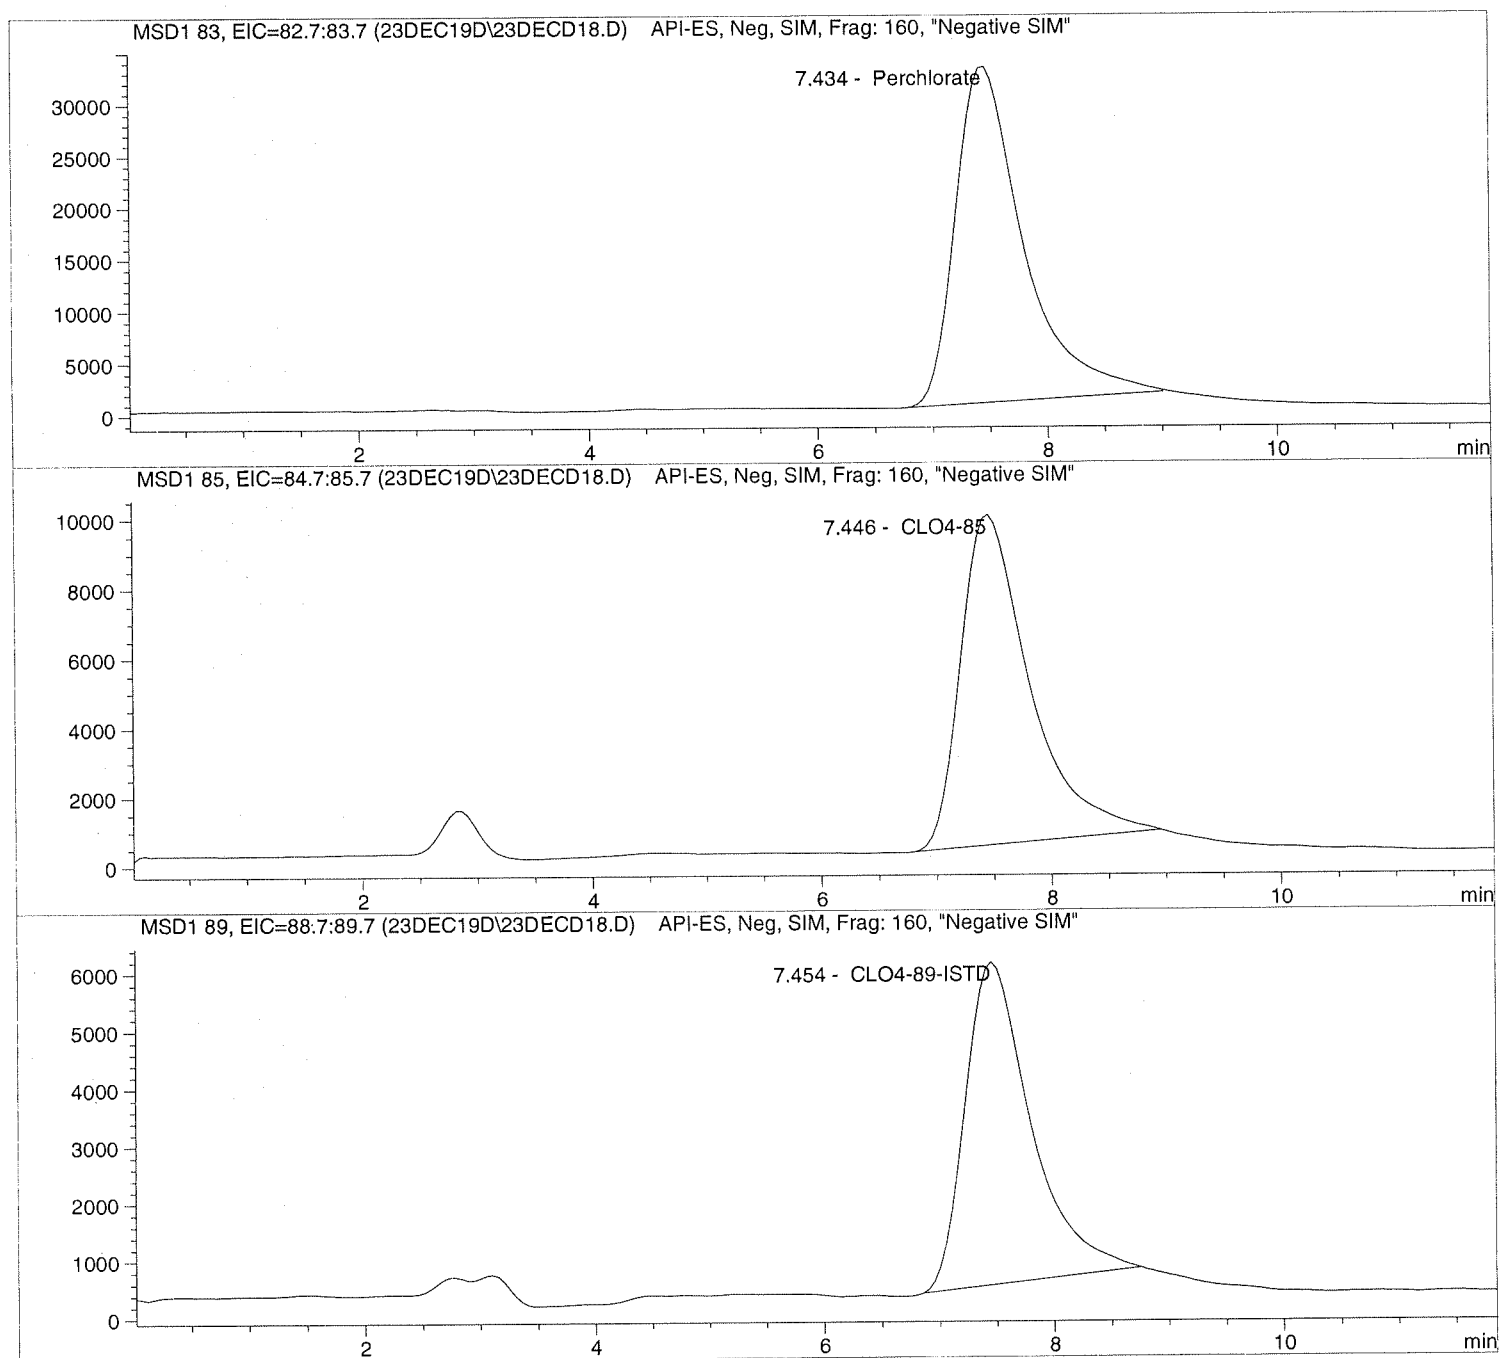 MSD1 83, EIC=82.7:83.7 (23DEC19D\23DECD18.D) API-ES, Neg, SIM, Frag: 160, "Negative SIM"
7.434 - Perchlorate
30000
25000
20000
15000
10000
5000
0
2 4 6 8 10 min
MSD1 85, EIC=84.7:85.7 (23DEC19D\23DECD18.D) API-ES, Neg, SIM, Frag: 160, "Negative SIM"
10000
7.446 - CLO4-85
8000
6000
4000
2000
0
2 4 6 8 10 min
MSD1 89, EIC=88.7:89.7 (23DEC19D\23DECD18.D) API-ES, Neg, SIM, Frag: 160, "Negative SIM"
6000
7.454 - CLO4-89-ISTD
5000
4000
3000
2000
1000
0
2 4 6 8 10 min